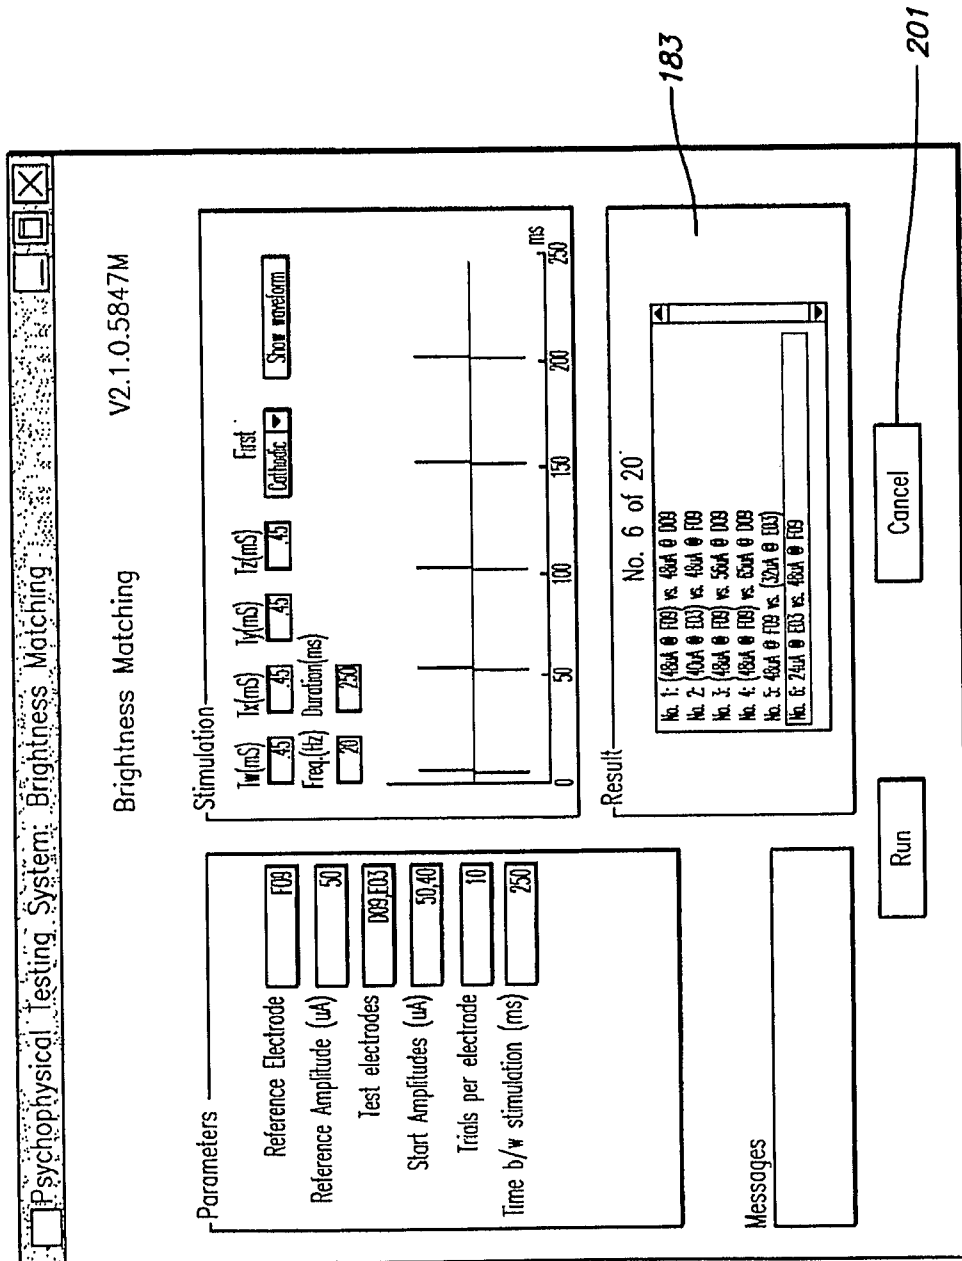 Psychophysical Testing System: Brightness Matching
Brightness Matching
V2.1.0.5847M
Parameters
Reference Electrode F09
Reference Amplitude (uA) 50
Test electrodes D09,E03
Start Amplitudes (uA) 50,40
Trials per electrode 10
Time b/w stimulation (ms) 250
Stimulation
Tw(mS) Tx(mS) Ty(mS) Tz(mS) First
.45 .45 .45 .45 Cathodic Show waveform
Freq.(Hz) Duration(ms)
20 250
ms
0 50 100 150 200 250
Messages
Result
No. 6 of 20
No. 1: (48uA @ F09) vs. 48uA @ D09
No. 2: (40uA @ E03) vs. 48uA @ F09
No. 3: (48uA @ F09) vs. 56uA @ D09
No. 4: (48uA @ F09) vs. 65uA @ D09
No. 5: 48uA @ F09 vs. (32uA @ E03)
No. 6: 24uA @ E03 vs. 48uA @ F09
183
Run
Cancel
201